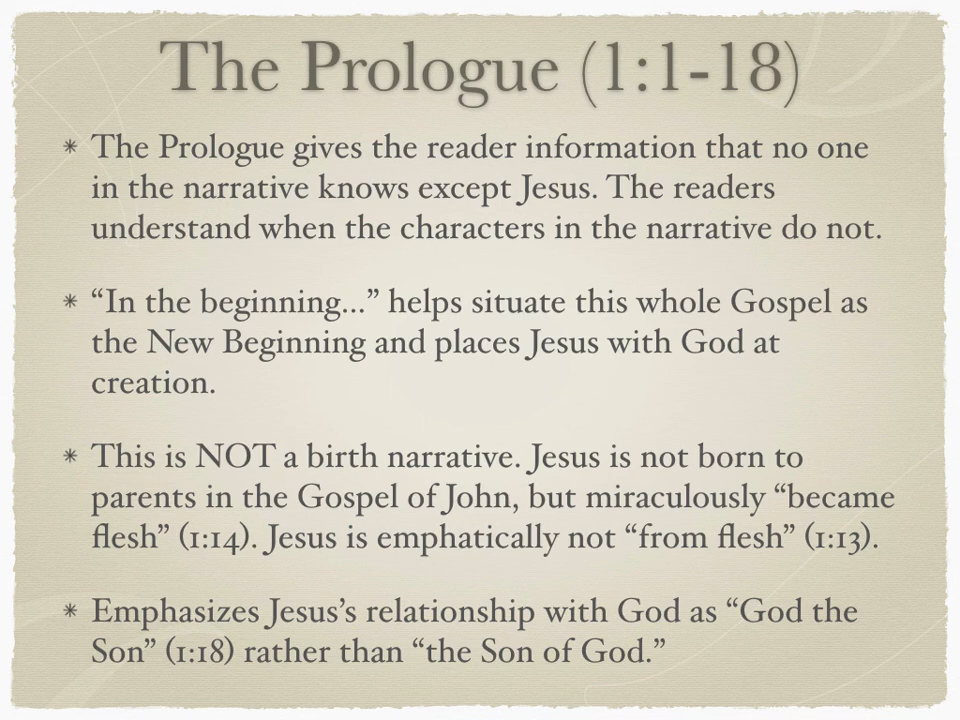 The Prologue (1:1-18)
* The Prologue gives the reader information that no one
in the narrative knows except Jesus. The readers
understand when the characters in the narrative do not.
* “In the beginning...” helps situate this whole Gospel as
the New Beginning and places Jesus with God at
creation.
* This is NOT a birth narrative. Jesus is not born to
parents in the Gospel of John, but miraculously “became
flesh” (1:14). Jesus is emphatically not “from flesh” (1:13).
* Emphasizes Jesus’s relationship with God as “God the
Son” (1:18) rather than “the Son of God.”